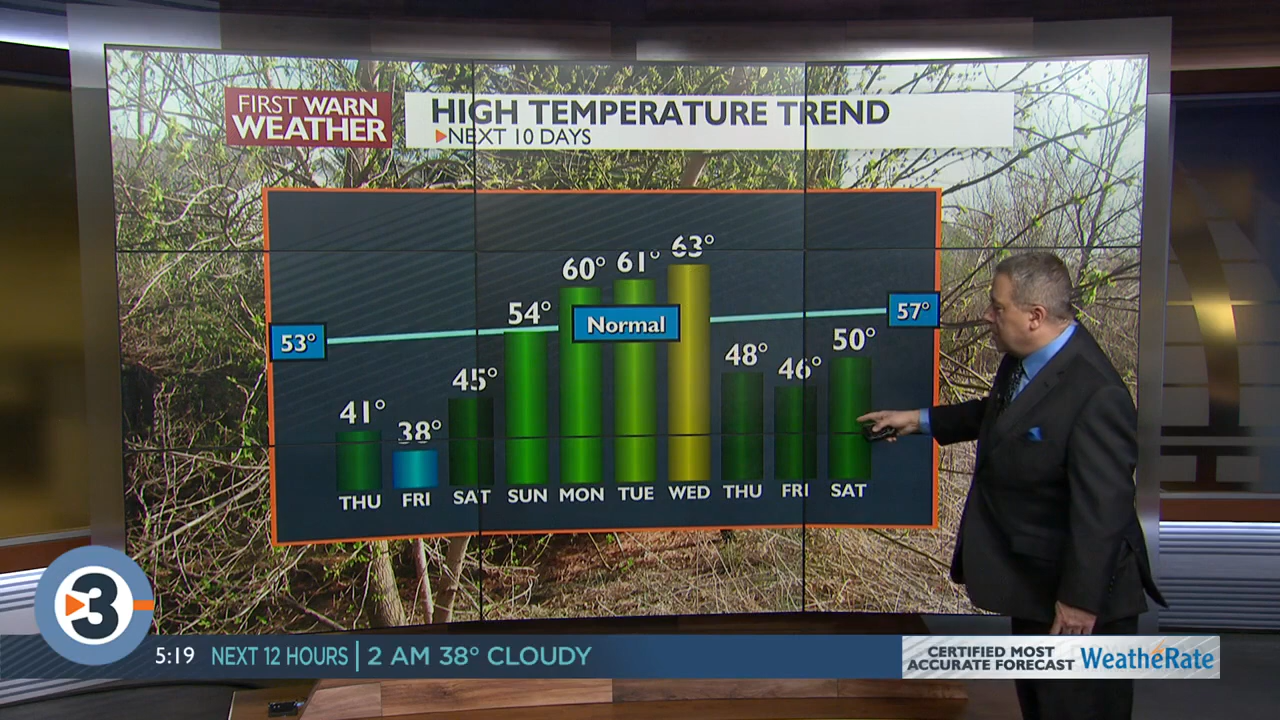 FIRST WARN
WEATHER
HIGH TEMPERATURE TREND
NEXT 10 DAYS
63°
60° 61°
54°
Normal
57°
53°
50°
48°
46°
45°
41°
38°
THU FRI SAT SUN MON TUE WED THU FRI SAT
3
5:19 NEXT 12 HOURS | 2 AM 38° CLOUDY
CERTIFIED MOST
ACCURATE FORECAST WeatheRate